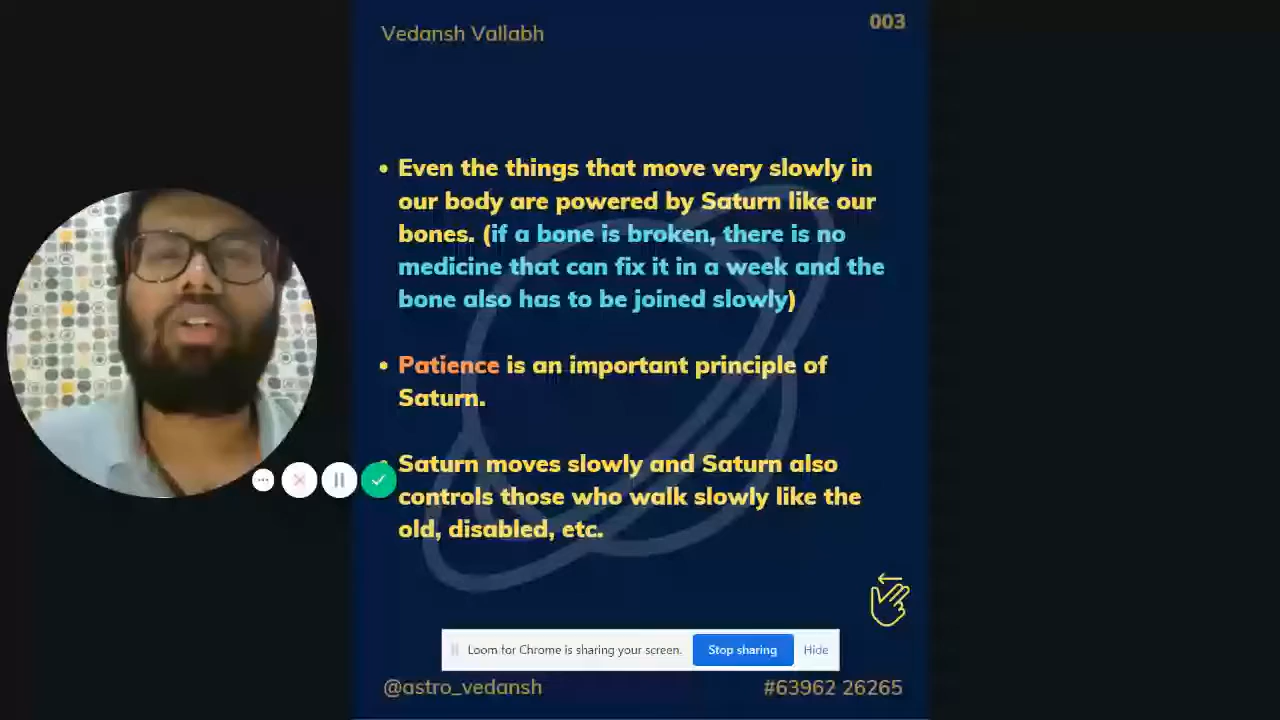 Vedansh Vallabh
003
• Even the things that move very slowly in
our body are powered by Saturn like our
bones. (if a bone is broken, there is no
medicine that can fix it in a week and the
bone also has to be joined slowly)
• Patience is an important principle of
Saturn.
• Saturn moves slowly and Saturn also
controls those who walk slowly like the
old, disabled, etc.
Loom for Chrome is sharing your screen. Stop sharing Hide
@astro_vedansh
#63962 26265